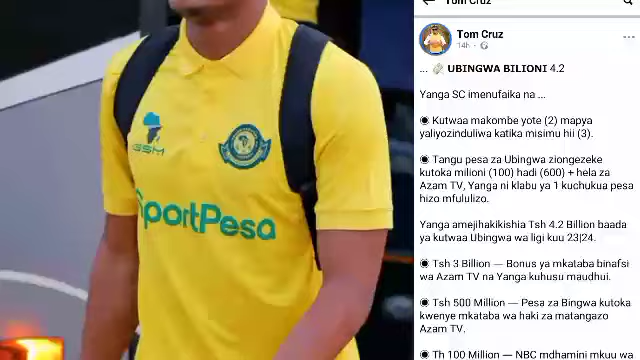 GSM
SportPesa
Tom Cruz
Tom Cruz
14h
... 🗞️ UBINGWA BILIONI 4.2
Yanga SC imenufaika na ...
◉ Kutwaa makombe yote (2) mapya
yaliyozinduliwa katika misimu hii (3).
◉ Tangu pesa za Ubingwa ziongezeke
kutoka milioni (100) hadi (600) + hela za
Azam TV, Yanga ni klabu ya 1 kuchukua pesa
hizo mfululizo.
Yanga amejihakikishia Tsh 4.2 Billion baada
ya kutwaa Ubingwa wa ligi kuu 23|24.
◉ Tsh 3 Billion — Bonus ya mkataba binafsi
wa Azam TV na Yanga kuhusu maudhui.
◉ Tsh 500 Million — Pesa za Bingwa kutoka
kwenye mkataba wa haki za matangazo
Azam TV.
◉ Th 100 Million — NBC mdhamini mkuu wa